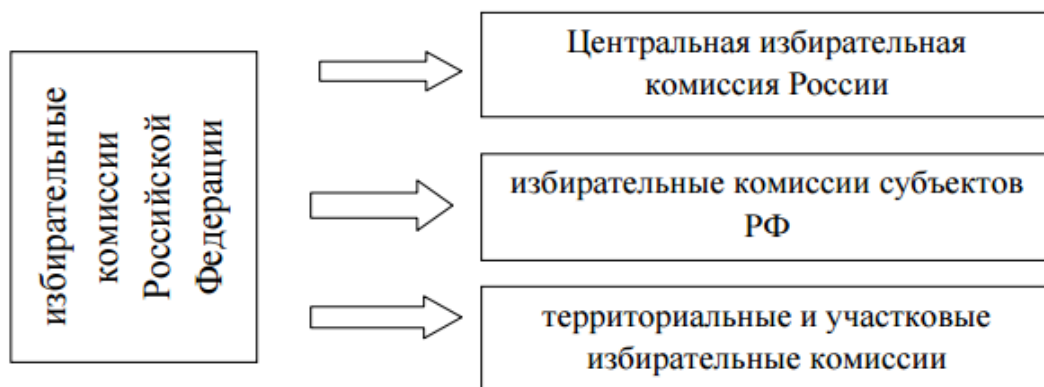 избирательные
комиссии
Российской
Федерации
Центральная избирательная
комиссия России
избирательные комиссии субъектов
РФ
территориальные и участковые
избирательные комиссии